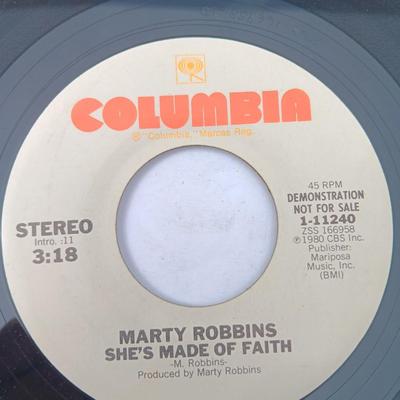 COLUMBIA
® "Columbia," Marcas Reg.
STEREO
Intro. :11
3:18
45 RPM
DEMONSTRATION
NOT FOR SALE
1-11240
ZSS 166958
℗1980 CBS Inc.
Publisher:
Mariposa
Music, Inc.
(BMI)
MARTY ROBBINS
SHE'S MADE OF FAITH
-M. Robbins-
Produced by Marty Robbins